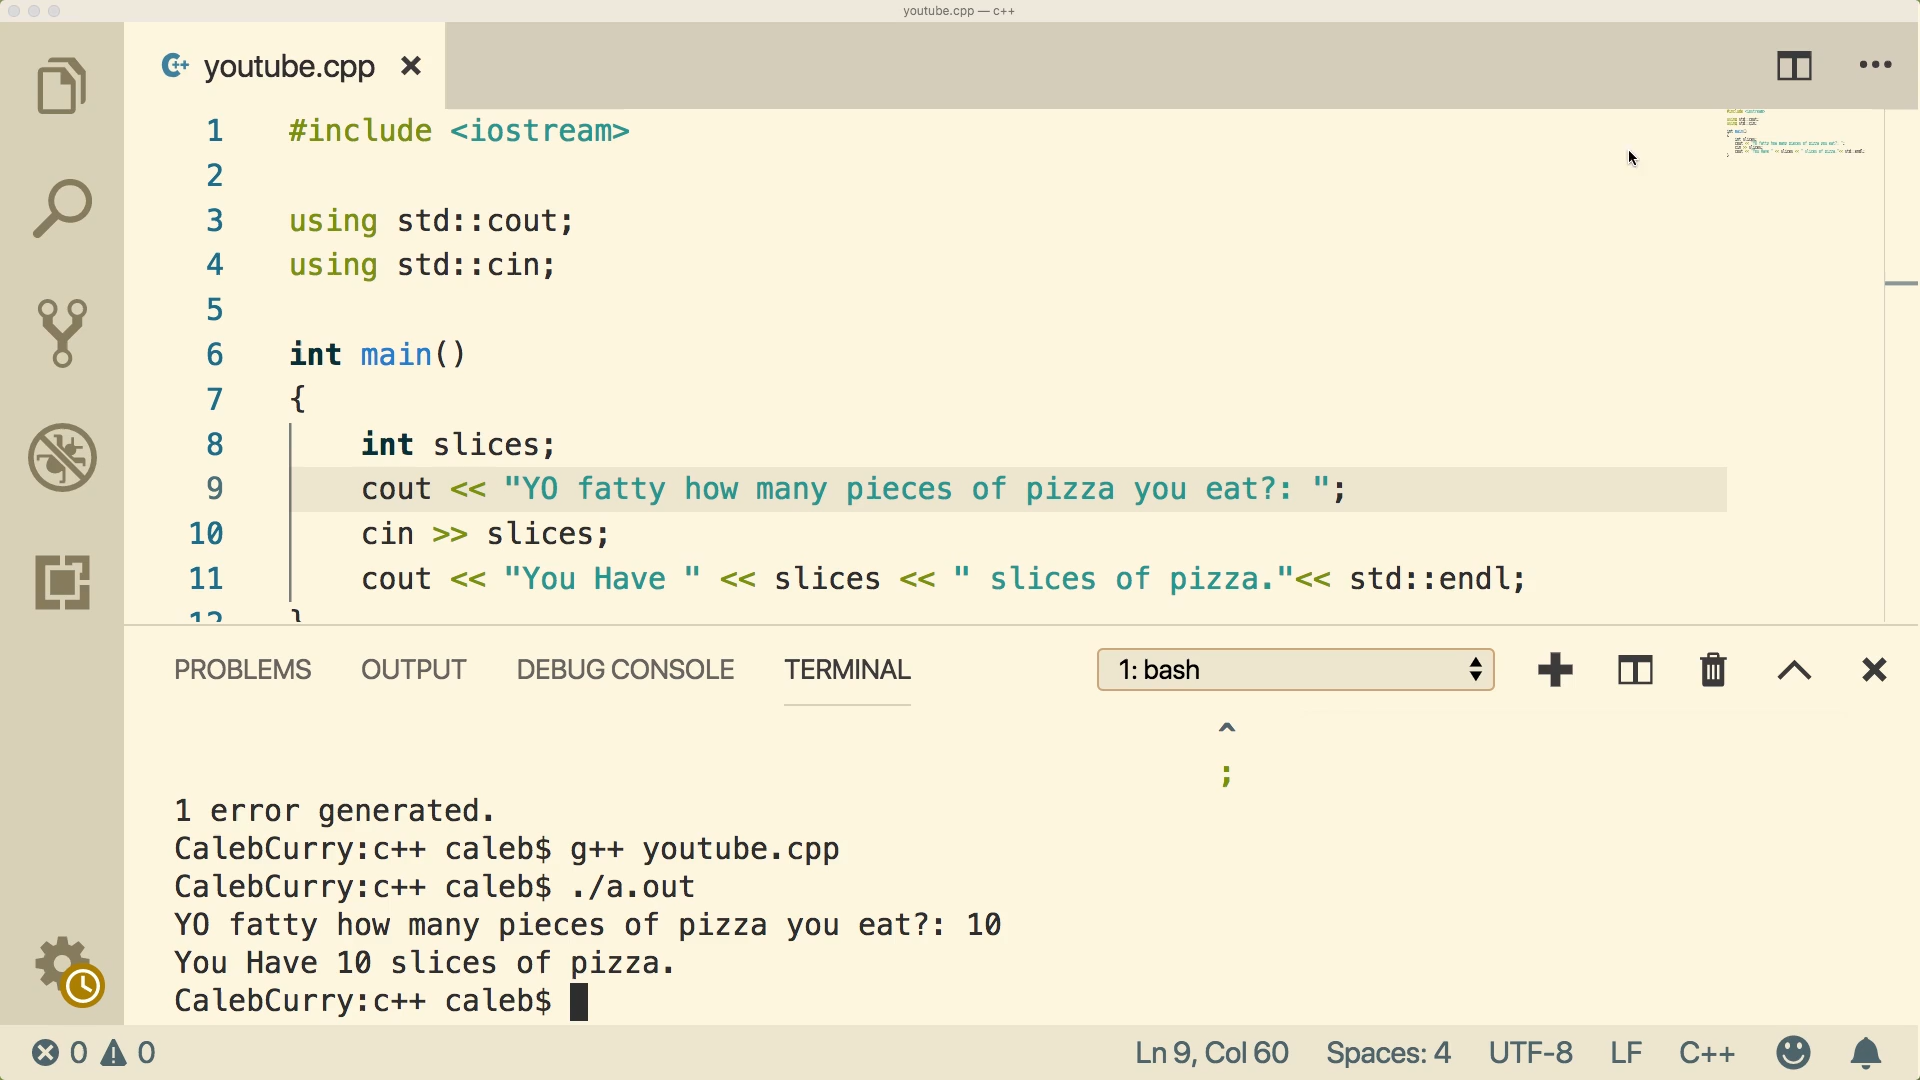 youtube.cpp — c++
youtube.cpp
1 #include <iostream>
2
3 using std::cout;
4 using std::cin;
5
6 int main()
7 {
8 int slices;
9 cout << "YO fatty how many pieces of pizza you eat?: ";
10 cin >> slices;
11 cout << "You Have " << slices << " slices of pizza."<< std::endl;
12 }
PROBLEMS OUTPUT DEBUG CONSOLE TERMINAL 1: bash
^
;
1 error generated.
CalebCurry:c++ caleb$ g++ youtube.cpp
CalebCurry:c++ caleb$ ./a.out
YO fatty how many pieces of pizza you eat?: 10
You Have 10 slices of pizza.
CalebCurry:c++ caleb$
0 0 Ln 9, Col 60 Spaces: 4 UTF-8 LF C++